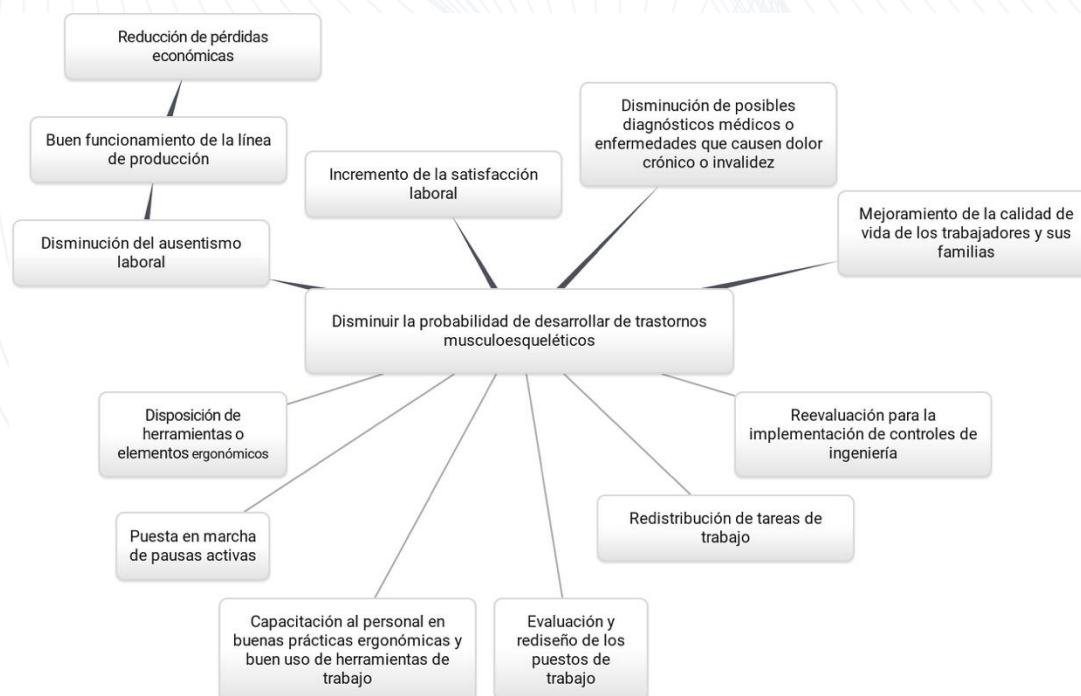 Reducción de pérdidas
económicas
Buen funcionamiento de la línea
de producción
Disminución del ausentismo
laboral
Incremento de la satisfacción
laboral
Disminución de posibles
diagnósticos médicos o
enfermedades que causen dolor
crónico o invalidez
Mejoramiento de la calidad de
vida de los trabajadores y sus
familias
Disminuir la probabilidad de desarrollar de trastornos
musculoesqueléticos
Disposición de
herramientas o
elementos ergonómicos
Puesta en marcha
de pausas activas
Capacitación al personal en
buenas prácticas ergonómicas y
buen uso de herramientas de
trabajo
Evaluación y
rediseño de los
puestos de
trabajo
Redistribución de tareas de
trabajo
Reevaluación para la
implementación de controles de
ingeniería